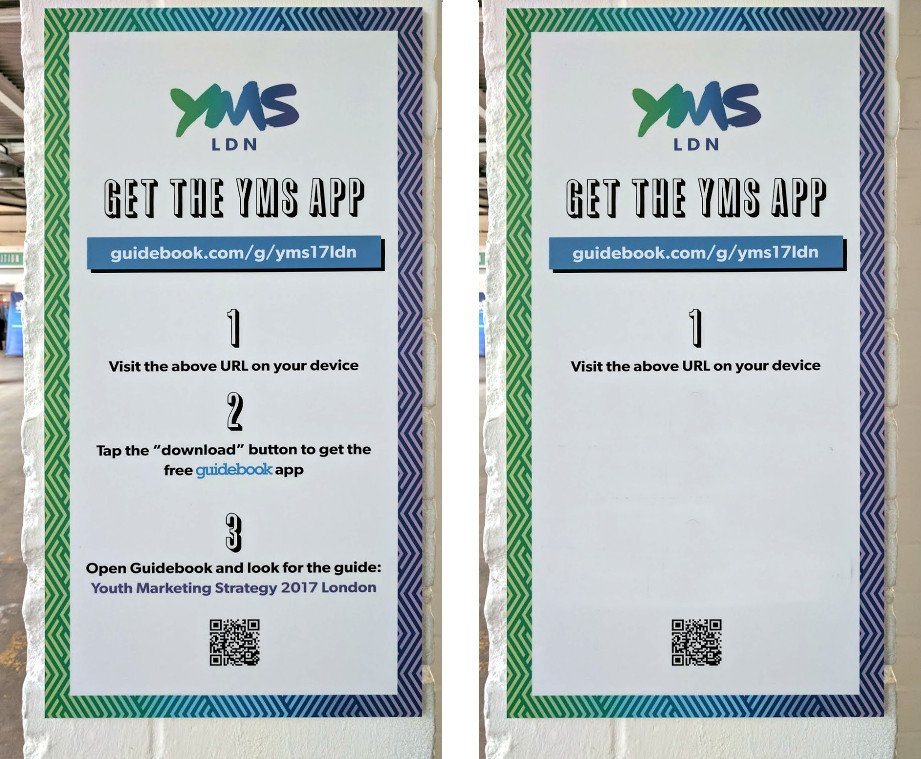 YMS
LDN
GET THE YMS APP
guidebook.com/g/yms17ldn
1
Visit the above URL on your device
2
Tap the “download” button to get the
free guidebook app
3
Open Guidebook and look for the guide:
Youth Marketing Strategy 2017 London
YMS
LDN
GET THE YMS APP
guidebook.com/g/yms17ldn
1
Visit the above URL on your device